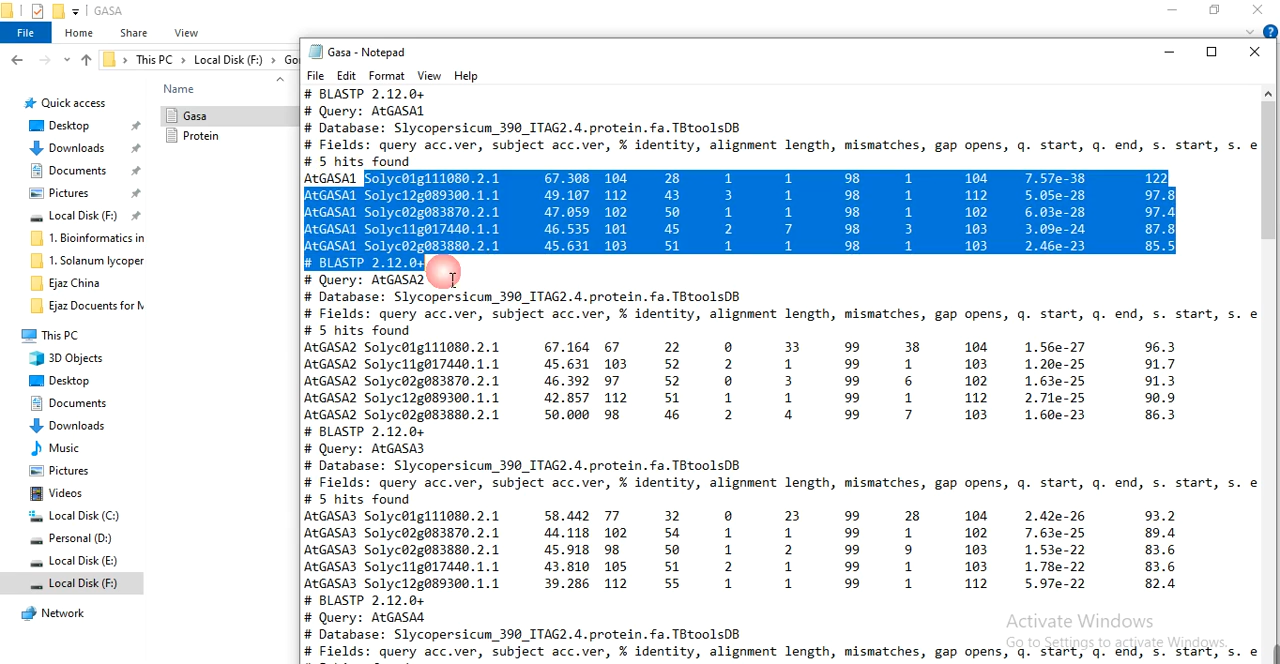 GASA
File Home Share View
This PC > Local Disk (F:) > Go
Quick access
Desktop
Downloads
Documents
Pictures
Local Disk (F:)
1. Bioinformatics in
1. Solanum lycoper
Ejaz China
Ejaz Docuents for M
This PC
3D Objects
Desktop
Documents
Downloads
Music
Pictures
Videos
Local Disk (C:)
Personal (D:)
Local Disk (E:)
Local Disk (F:)
Network
Name
Gasa
Protein
Gasa - Notepad
File Edit Format View Help
# BLASTP 2.12.0+
# Query: AtGASA1
# Database: Slycopersicum_390_ITAG2.4.protein.fa.TBtoolsDB
# Fields: query acc.ver, subject acc.ver, % identity, alignment length, mismatches, gap opens, q. start, q. end, s. start, s. e
# 5 hits found
AtGASA1 Solyc01g111080.2.1 67.308 104 28 1 1 98 1 104 7.57e-38 122
AtGASA1 Solyc12g089300.1.1 49.107 112 43 3 1 98 1 112 5.05e-28 97.8
AtGASA1 Solyc02g083870.2.1 47.059 102 50 1 1 98 1 102 6.03e-28 97.4
AtGASA1 Solyc11g017440.1.1 46.535 101 45 2 7 98 3 103 3.09e-24 87.8
AtGASA1 Solyc02g083880.2.1 45.631 103 51 1 1 98 1 103 2.46e-23 85.5
# BLASTP 2.12.0+
# Query: AtGASA2
# Database: Slycopersicum_390_ITAG2.4.protein.fa.TBtoolsDB
# Fields: query acc.ver, subject acc.ver, % identity, alignment length, mismatches, gap opens, q. start, q. end, s. start, s. e
# 5 hits found
AtGASA2 Solyc01g111080.2.1 67.164 67 22 0 33 99 38 104 1.56e-27 96.3
AtGASA2 Solyc11g017440.1.1 45.631 103 52 2 1 99 1 103 1.20e-25 91.7
AtGASA2 Solyc02g083870.2.1 46.392 97 52 0 3 99 6 102 1.63e-25 91.3
AtGASA2 Solyc12g089300.1.1 42.857 112 51 1 1 99 1 112 2.71e-25 90.9
AtGASA2 Solyc02g083880.2.1 50.000 98 46 2 4 99 7 103 1.60e-23 86.3
# BLASTP 2.12.0+
# Query: AtGASA3
# Database: Slycopersicum_390_ITAG2.4.protein.fa.TBtoolsDB
# Fields: query acc.ver, subject acc.ver, % identity, alignment length, mismatches, gap opens, q. start, q. end, s. start, s. e
# 5 hits found
AtGASA3 Solyc01g111080.2.1 58.442 77 32 0 23 99 28 104 2.42e-26 93.2
AtGASA3 Solyc02g083870.2.1 44.118 102 54 1 1 99 1 102 7.63e-25 89.4
AtGASA3 Solyc02g083880.2.1 45.918 98 50 1 2 99 9 103 1.53e-22 83.6
AtGASA3 Solyc11g017440.1.1 43.810 105 51 2 1 99 1 103 1.78e-22 83.6
AtGASA3 Solyc12g089300.1.1 39.286 112 55 1 1 99 1 112 5.97e-22 82.4
# BLASTP 2.12.0+
# Query: AtGASA4
# Database: Slycopersicum_390_ITAG2.4.protein.fa.TBtoolsDB
# Fields: query acc.ver, subject acc.ver, % identity, alignment length, mismatches, gap opens, q. start, q. end, s. start, s. e
Activate Windows
Go to Settings to activate Windows.